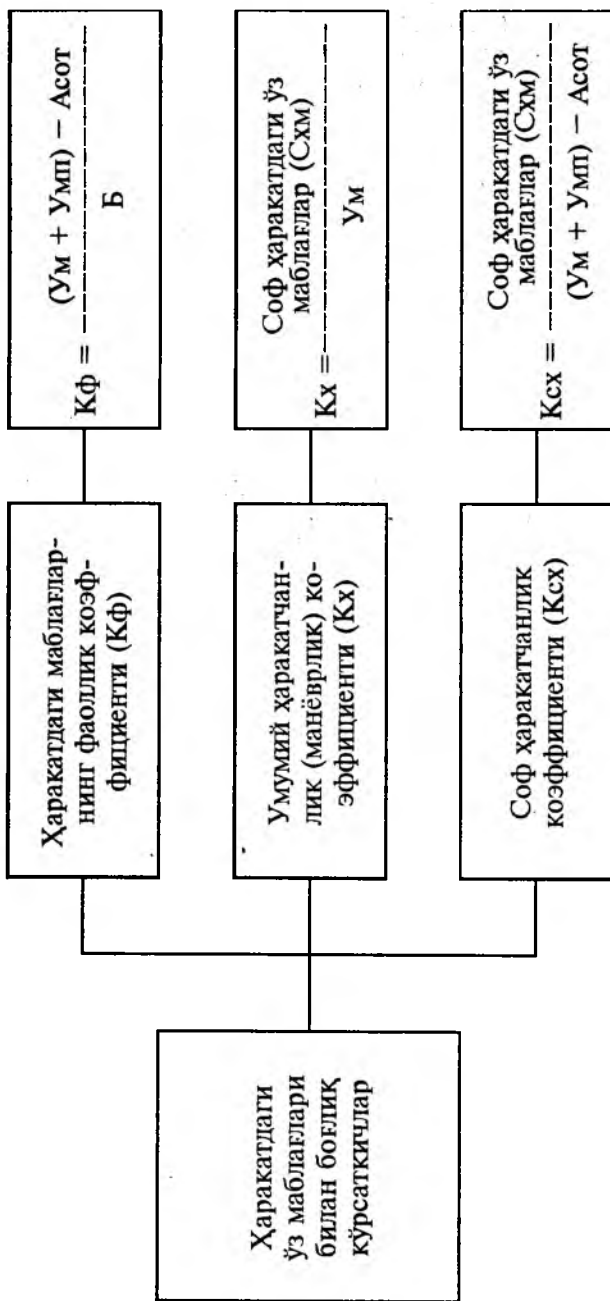 Ҳаракатдаги
ўз маблағлари
билан боғлиқ
кўрсаткичлар
Ҳаракатдаги маблағлар-
нинг фаоллик коэф-
фициенти (Кф)
(Ум + Умп) – Асот
Кф = ------------------------
Б
Умумий ҳаракатчан-
лик (манёврлик) ко-
эффициенти (Кх)
Соф ҳаракатдаги ўз
маблағлар (Схм)
Кх = ------------------------
Ум
Соф ҳаракатчанлик
коэффициенти (Ксх)
Соф ҳаракатдаги ўз
маблағлар (Схм)
Ксх = ------------------------
(Ум + Умп) – Асот